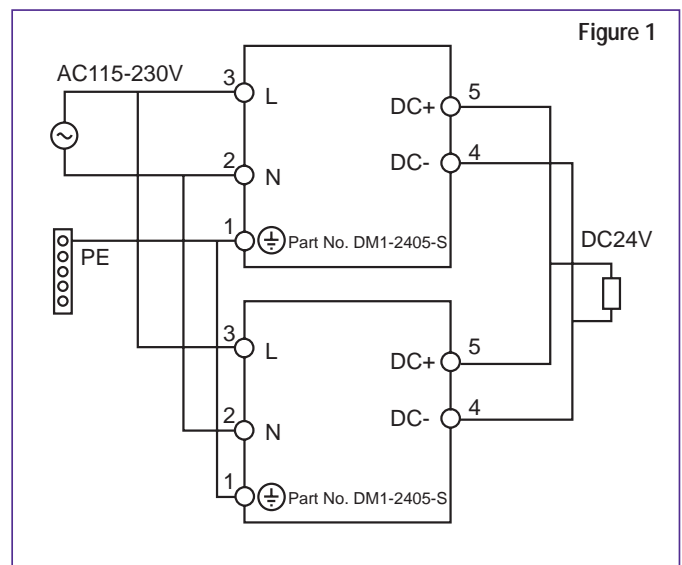 Figure 1
AC115-230V
3
L
DC+
5
2
N
DC-
4
1
Part No. DM1-2405-S
PE
DC24V
3
L
DC+
5
2
N
DC-
4
1
Part No. DM1-2405-S